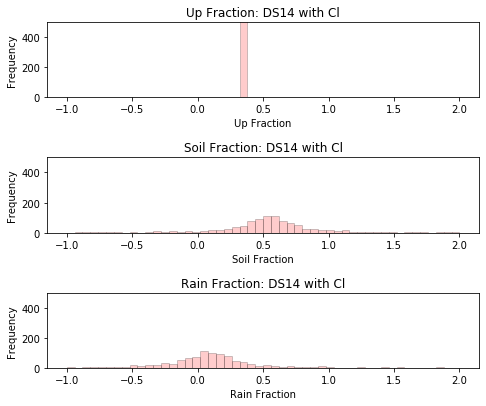 Up Fraction: DS14 with Cl
400
200
0
Frequency
−1.0 −0.5 0.0 0.5 1.0 1.5 2.0
Up Fraction
Soil Fraction: DS14 with Cl
400
200
0
Frequency
−1.0 −0.5 0.0 0.5 1.0 1.5 2.0
Soil Fraction
Rain Fraction: DS14 with Cl
400
200
0
Frequency
−1.0 −0.5 0.0 0.5 1.0 1.5 2.0
Rain Fraction